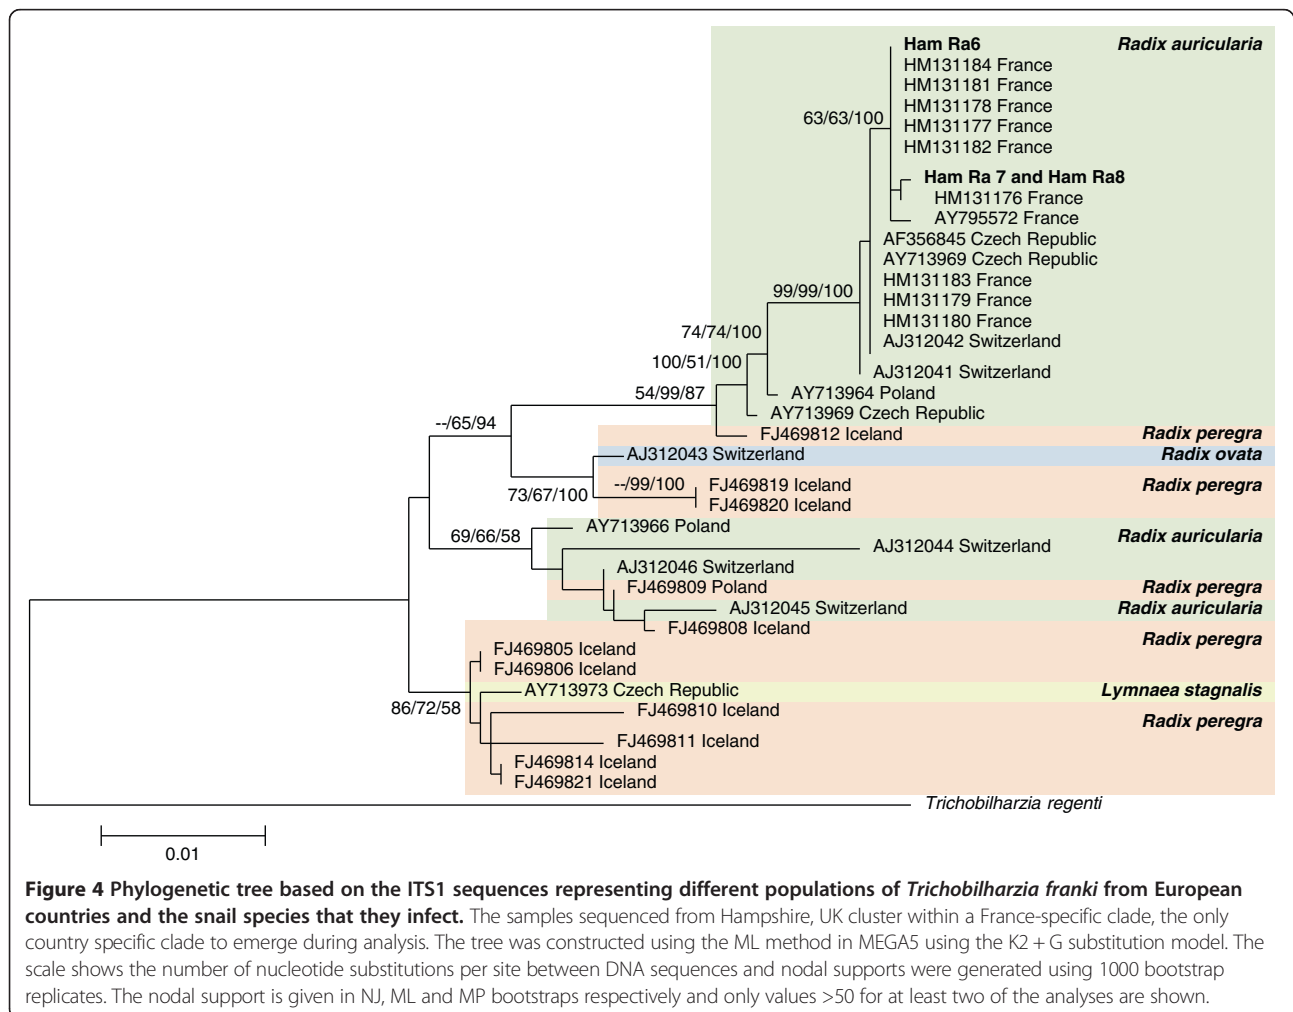 Ham Ra6 Radix auricularia
HM131184 France
HM131181 France
HM131178 France
63/63/100
HM131177 France
HM131182 France
Ham Ra 7 and Ham Ra8
HM131176 France
AY795572 France
AF356845 Czech Republic
AY713969 Czech Republic
HM131183 France
99/99/100
HM131179 France
HM131180 France
74/74/100
AJ312042 Switzerland
100/51/100
AJ312041 Switzerland
54/99/87
AY713964 Poland
AY713969 Czech Republic
--/65/94
FJ469812 Iceland Radix peregra
AJ312043 Switzerland Radix ovata
--/99/100
FJ469819 Iceland Radix peregra
73/67/100
FJ469820 Iceland
AY713966 Poland
69/66/58
Radix auricularia
AJ312044 Switzerland
AJ312046 Switzerland
FJ469809 Poland Radix peregra
AJ312045 Switzerland Radix auricularia
FJ469808 Iceland
Radix peregra
FJ469805 Iceland
FJ469806 Iceland
AY713973 Czech Republic Lymnaea stagnalis
86/72/58
FJ469810 Iceland
Radix peregra
FJ469811 Iceland
FJ469814 Iceland
FJ469821 Iceland
Trichobilharzia regenti
0.01
Figure 4 Phylogenetic tree based on the ITS1 sequences representing different populations of Trichobilharzia franki from European
countries and the snail species that they infect. The samples sequenced from Hampshire, UK cluster within a France-specific clade, the only
country specific clade to emerge during analysis. The tree was constructed using the ML method in MEGA5 using the K2 + G substitution model. The
scale shows the number of nucleotide substitutions per site between DNA sequences and nodal supports were generated using 1000 bootstrap
replicates. The nodal support is given in NJ, ML and MP bootstraps respectively and only values >50 for at least two of the analyses are shown.